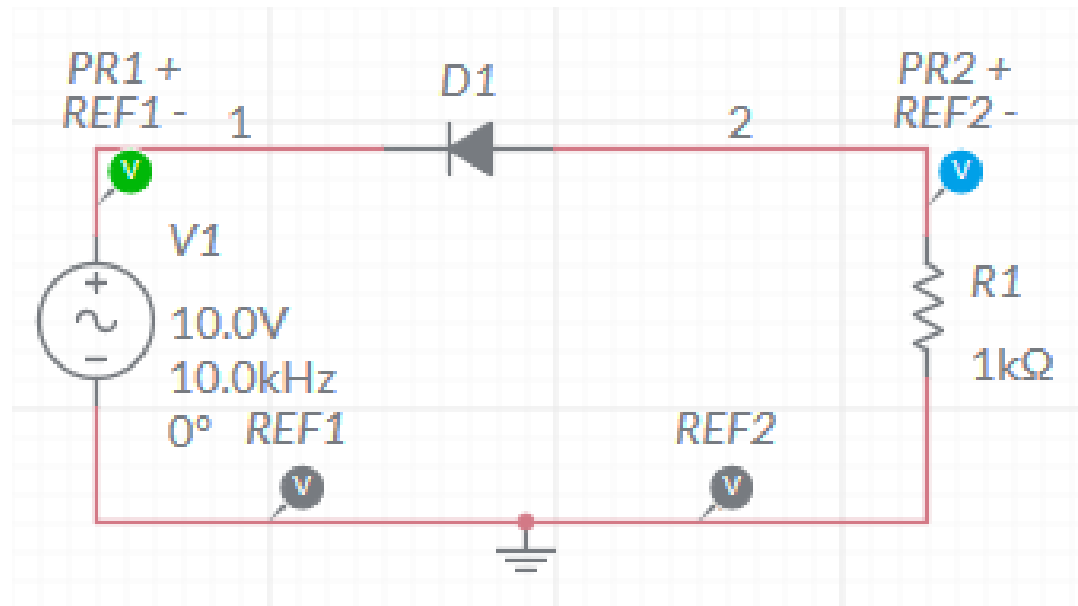 PR1 +
REF1 -
1
D1
2
PR2 +
REF2 -
V
V
V1
+
10.0V
10.0kHz
0°
R1
1kΩ
REF1
REF2
V
V